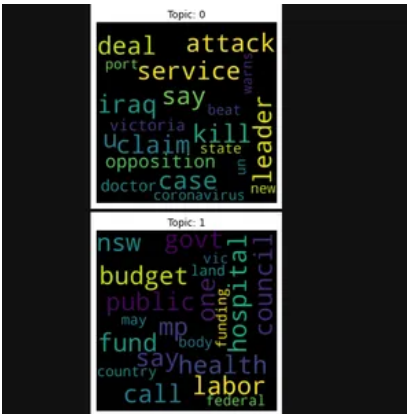 Topic: 0
deal attack
port service warns
iraq say beat
victoria kill leader
u claim state
opposition un
doctor case new
coronavirus
Topic: 1
nsw govt hospital council
vic
budget land
public one funding
may mp
fund body
say health
country labor
call federal